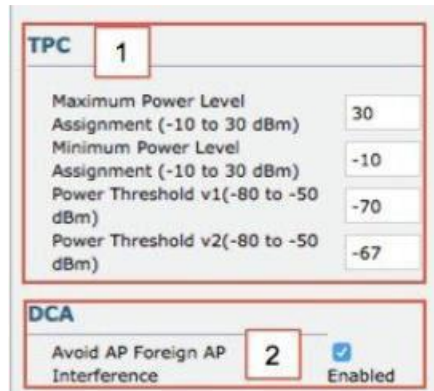 TPC
1
Maximum Power Level
Assignment (-10 to 30 dBm)
30
Minimum Power Level
Assignment (-10 to 30 dBm)
-10
Power Threshold v1(-80 to -50
dBm)
-70
Power Threshold v2(-80 to -50
dBm)
-67
DCA
Avoid AP Foreign AP
Interference
2
Enabled